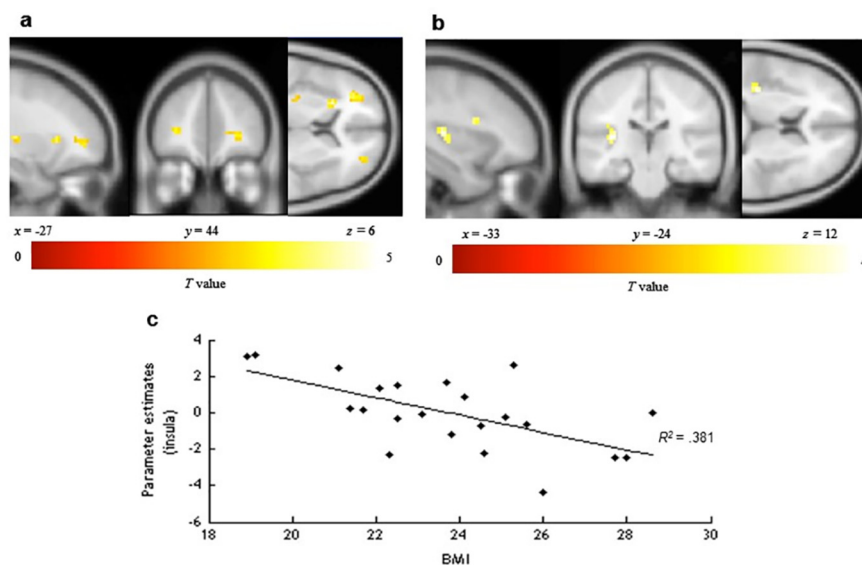 a
b
x = -27 y = 44 z = 6
0 5
T value
x = -33 y = -24 z = 12
0
T value
c
4
2
0
-2
-4
-6
Parameter estimates
(insula)
R² = .381
18 20 22 24 26 28 30
BMI